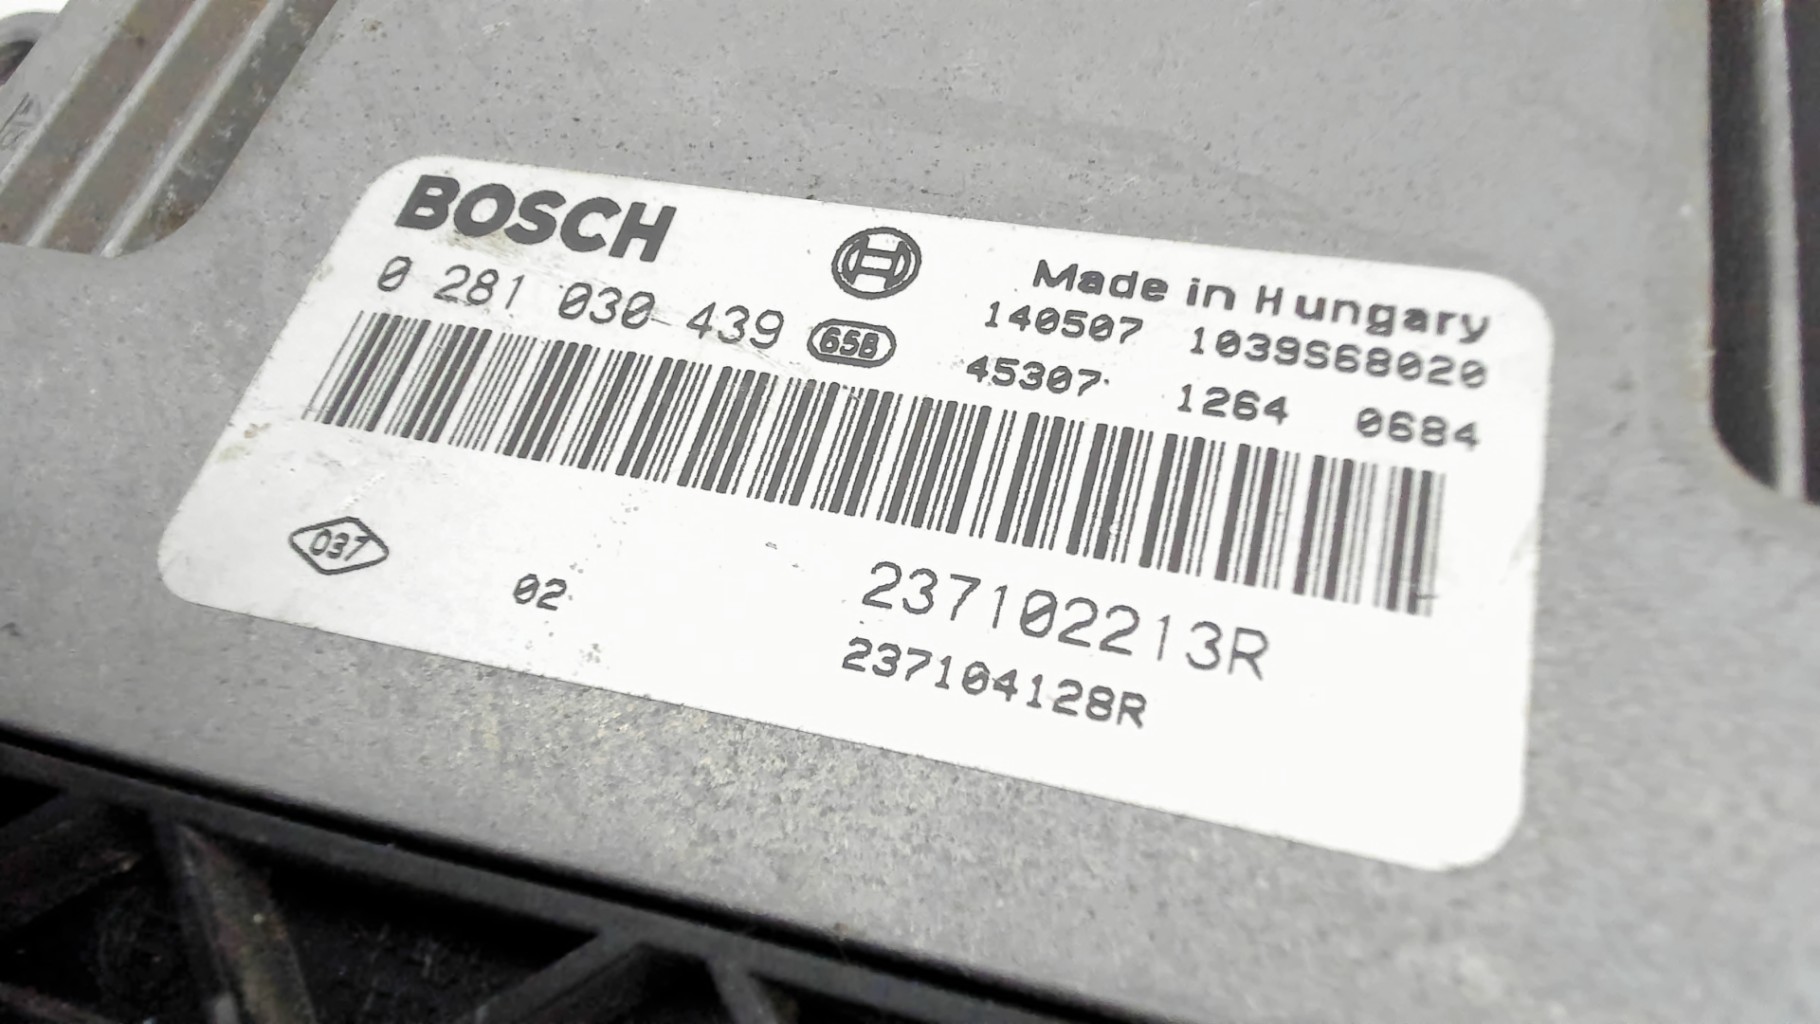 BOSCH
0 281 030 439 658
Made in Hungary
140507 1039S68020
45307 1264 0684
037
02
237102213R
237104128R